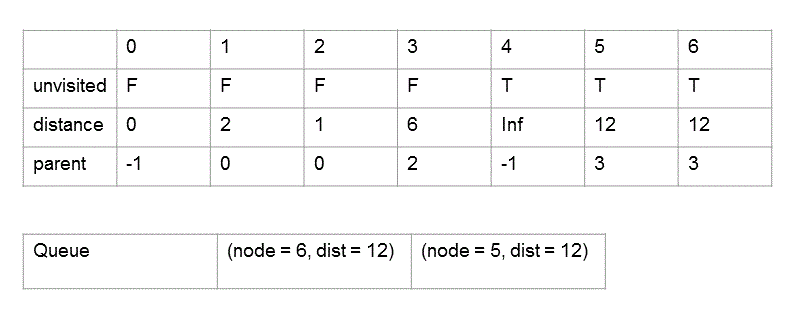 0 1 2 3 4 5 6
unvisited F F F F T T T
distance 0 2 1 6 Inf 12 12
parent -1 0 0 2 -1 3 3
Queue (node = 6, dist = 12) (node = 5, dist = 12)